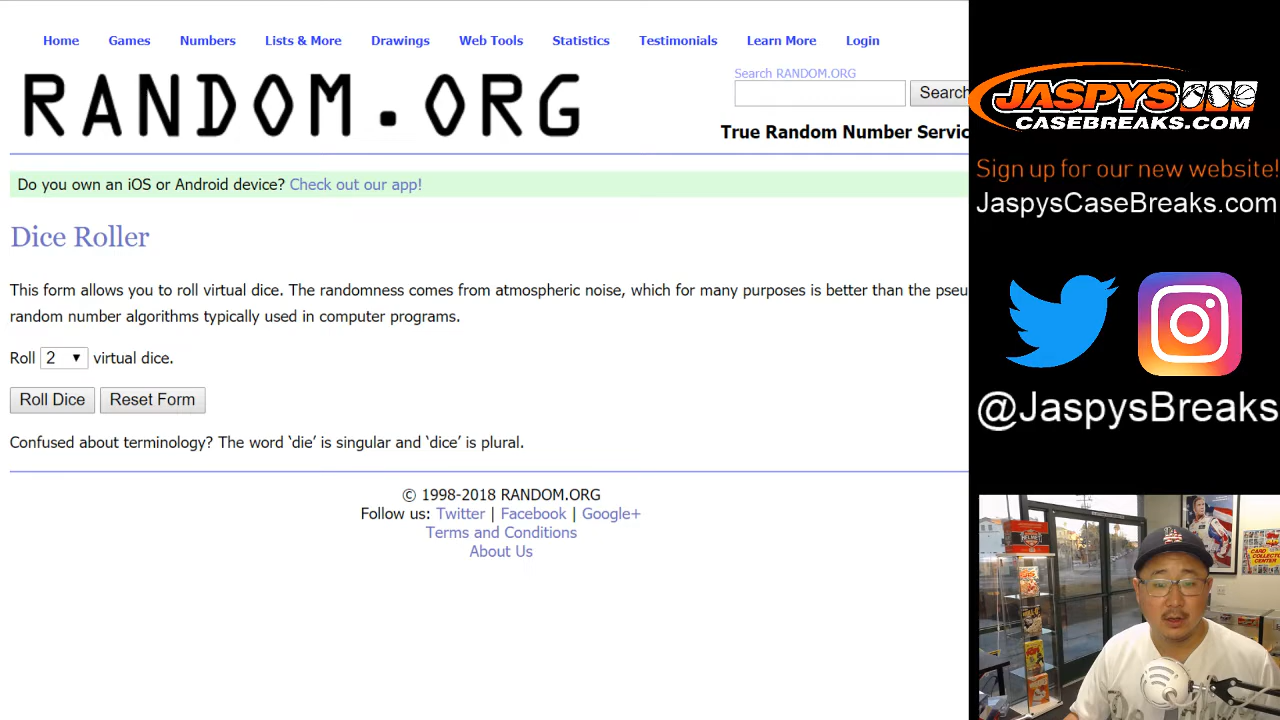 Home Games Numbers Lists & More Drawings Web Tools Statistics Testimonials Learn More Login
RANDOM.ORG
Search RANDOM.ORG
Search
True Random Number Servic
Do you own an iOS or Android device? Check out our app!
Dice Roller
This form allows you to roll virtual dice. The randomness comes from atmospheric noise, which for many purposes is better than the pseu
random number algorithms typically used in computer programs.
Roll 2 virtual dice.
Roll Dice Reset Form
Confused about terminology? The word ‘die’ is singular and ‘dice’ is plural.
© 1998-2018 RANDOM.ORG
Follow us: Twitter | Facebook | Google+
Terms and Conditions
About Us
JASPYS
CASEBREAKS.COM
Sign up for our new website!
JaspysCaseBreaks.com
@JaspysBreaks
HELMET
CARD
COLLECTOR
CENTER